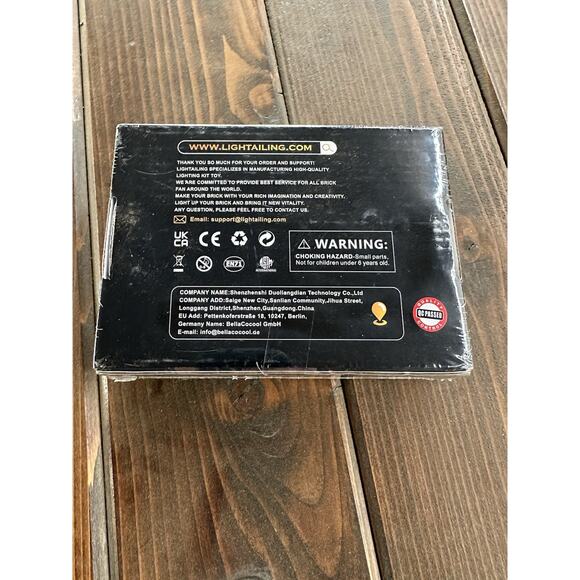 WWW.LIGHTAILING.COM
THANK YOU SO MUCH FOR YOUR ORDER AND SUPPORT!
LIGHTAILING SPECIALIZES IN MANUFACTURING HIGH-QUALITY
LIGHTING KIT TOY.
WE ARE COMMITTED TO PROVIDE BEST SERVICE FOR ALL BRICK
FAN AROUND THE WORLD.
MAKE YOUR BRICK WITH YOUR RICH IMAGINATION AND CREATIVITY.
LIGHT UP YOUR BRICK AND BRING IT NEW VITALITY.
ANY QUESTION, PLEASE FEEL FREE TO CONTACT US.
Email: support@lightailing.com
UK
CA
CE
EN71
INTERNATIONAL
WARNING:
CHOKING HAZARD-Small parts.
Not for children under 6 years old.
COMPANY NAME:Shenzhenshi Duoliangdian Technology Co.,Ltd
COMPANY ADD:Saige New City,Sanlian Community,Jihua Street,
Longgang District,Shenzhen,Guangdong,China
EU Add: Pettenkoferstraße 18, 10247, Berlin,
Germany Name: BellaCocool GmbH
E-mail: info@bellacocool.de
QUALITY
QC PASSED
CONTROL